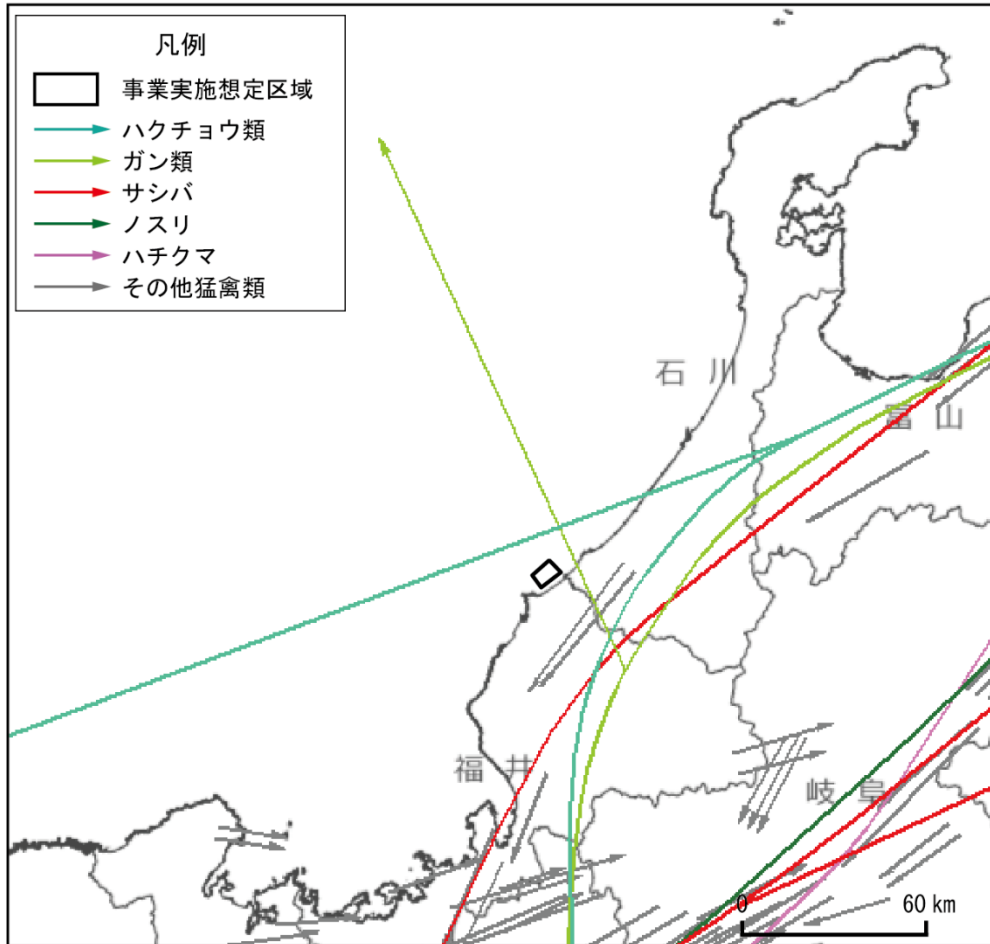 凡例
事業実施想定区域
ハクチョウ類
ガン類
サシバ
ノスリ
ハチクマ
その他猛禽類
石川
富山
福井
岐阜
0 60 km